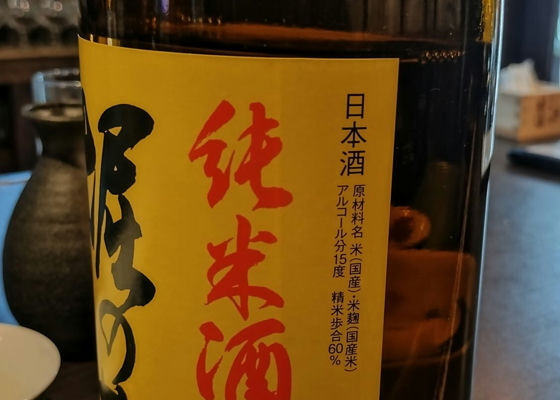 日本酒
原材料名 米(国産)・米麹(国産米)
アルコール分15度 精米歩合60%
純米酒